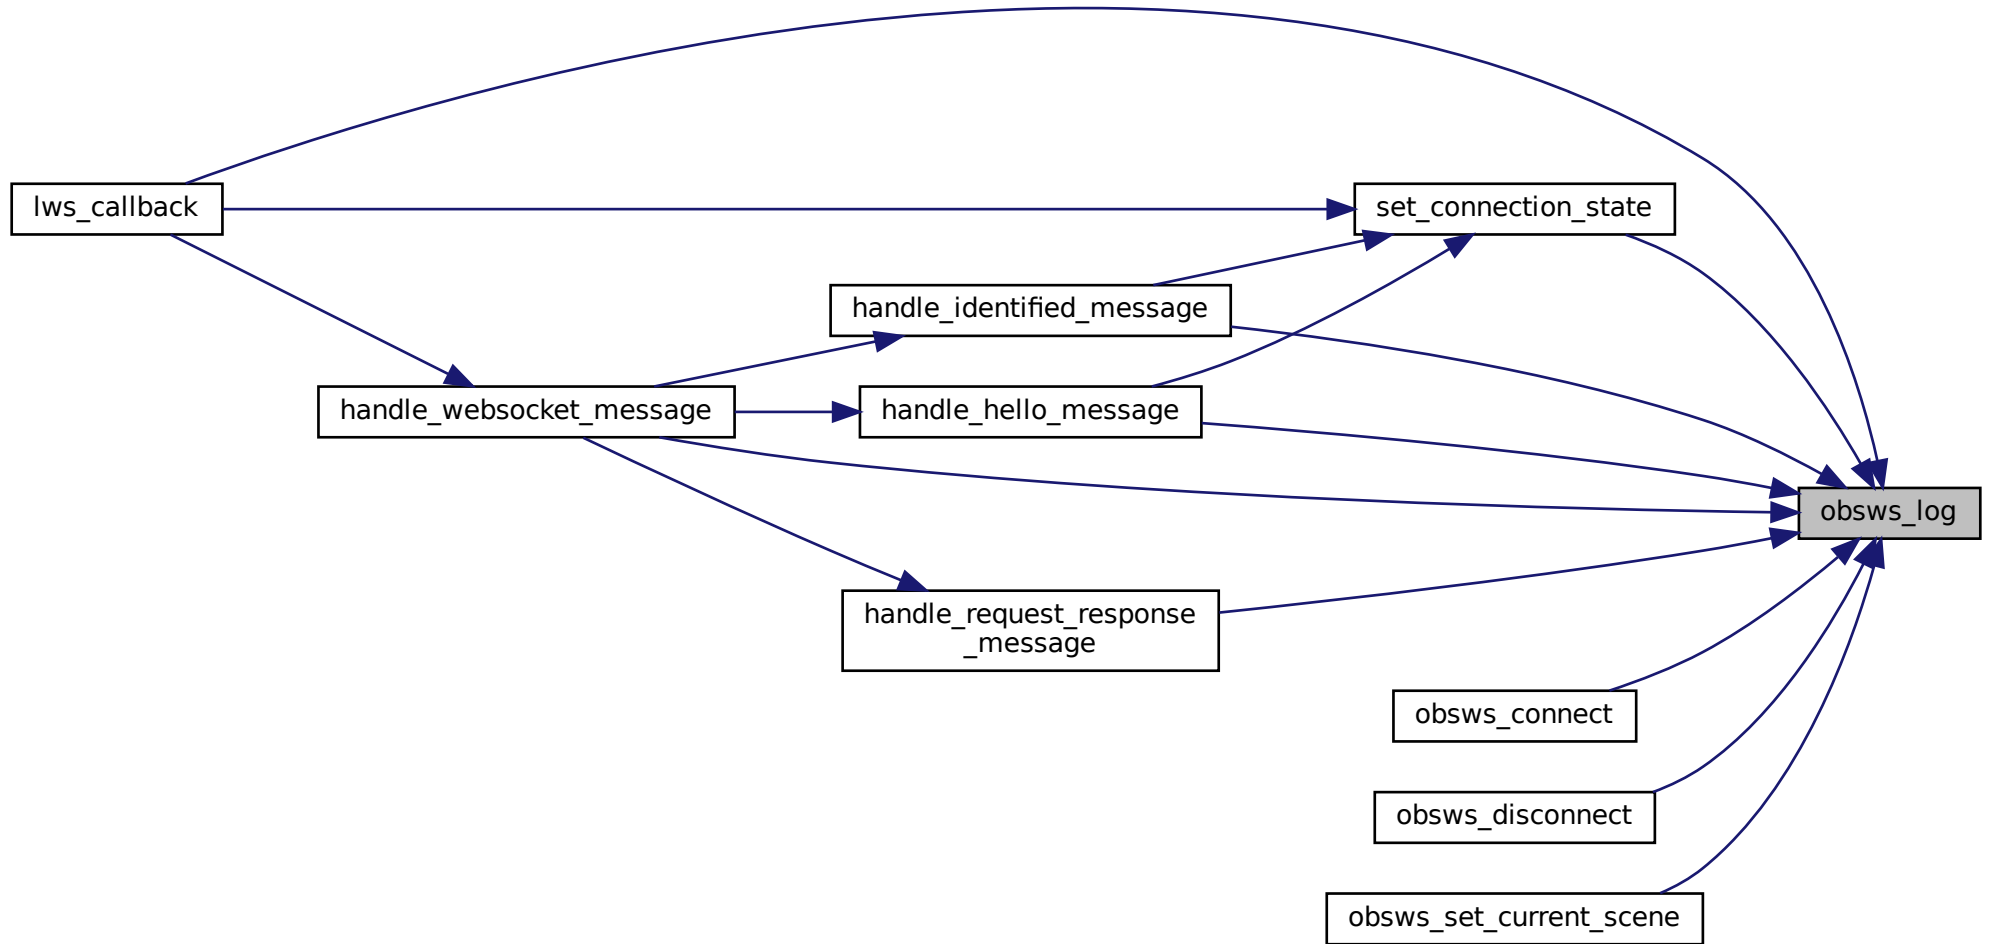 lws_callback
set_connection_state
handle_identified_message
handle_websocket_message
handle_hello_message
obsws_log
handle_request_response
_message
obsws_connect
obsws_disconnect
obsws_set_current_scene